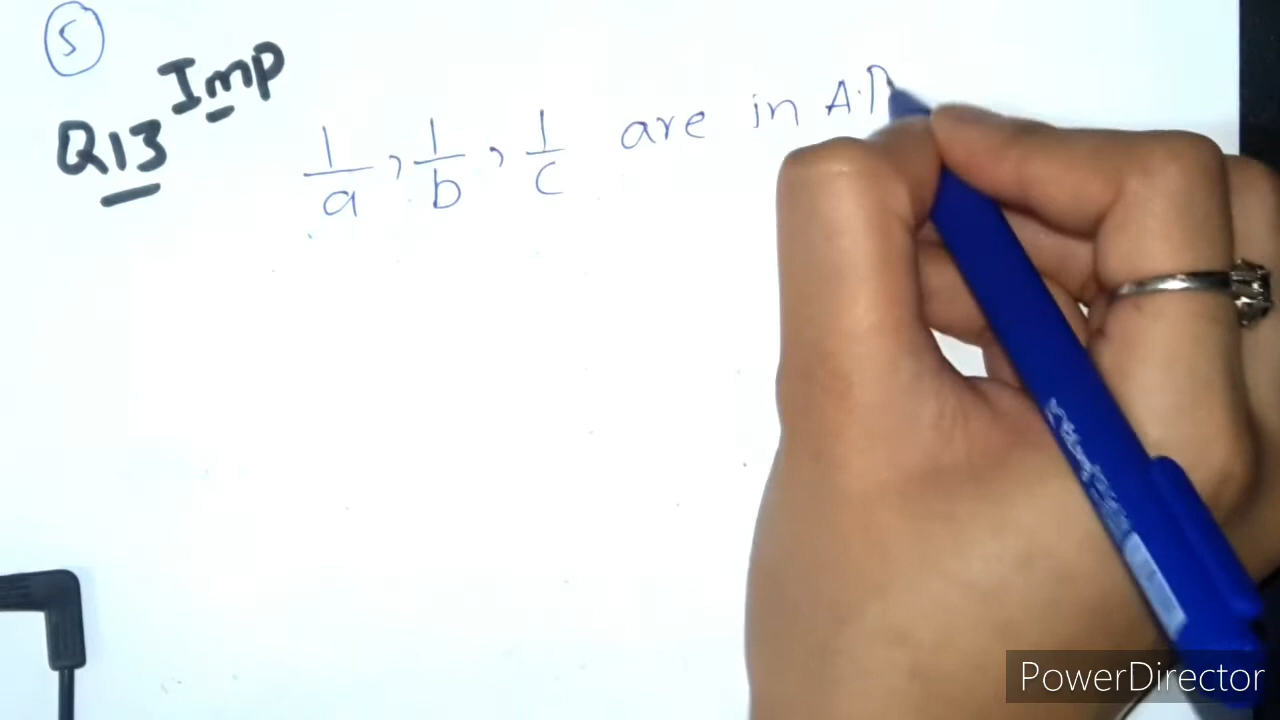 5
Imp
Q13
1/a, 1/b, 1/c are in A.P
PowerDirector